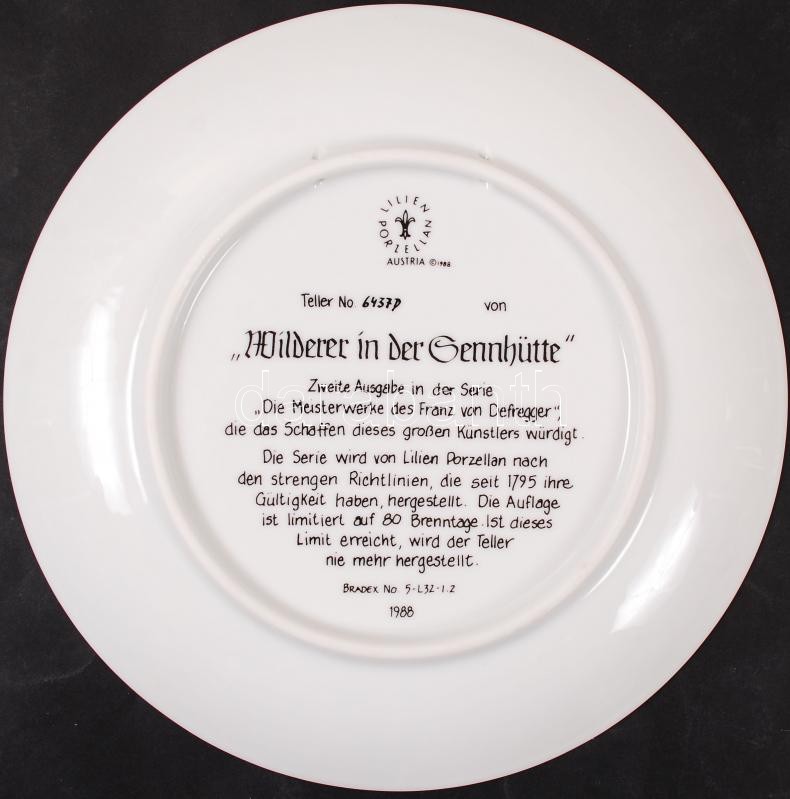 LILIEN
PORZELLAN
AUSTRIA ©1988
Teller No. 6437P von
„Wilderer in der Sennhütte“
Zweite Ausgabe in der Serie
„Die Meisterwerke des Franz von Defregger“,
die das Schaffen dieses großen Künstlers würdigt.
Die Serie wird von Lilien Porzellan nach
den strengen Richtlinien, die seit 1795 ihre
Gültigkeit haben, hergestellt. Die Auflage
ist limitiert auf 80 Brenntage. Ist dieses
Limit erreicht, wird der Teller
nie mehr hergestellt.
BRADEX No 5-L32-1.2
1988
darabanth